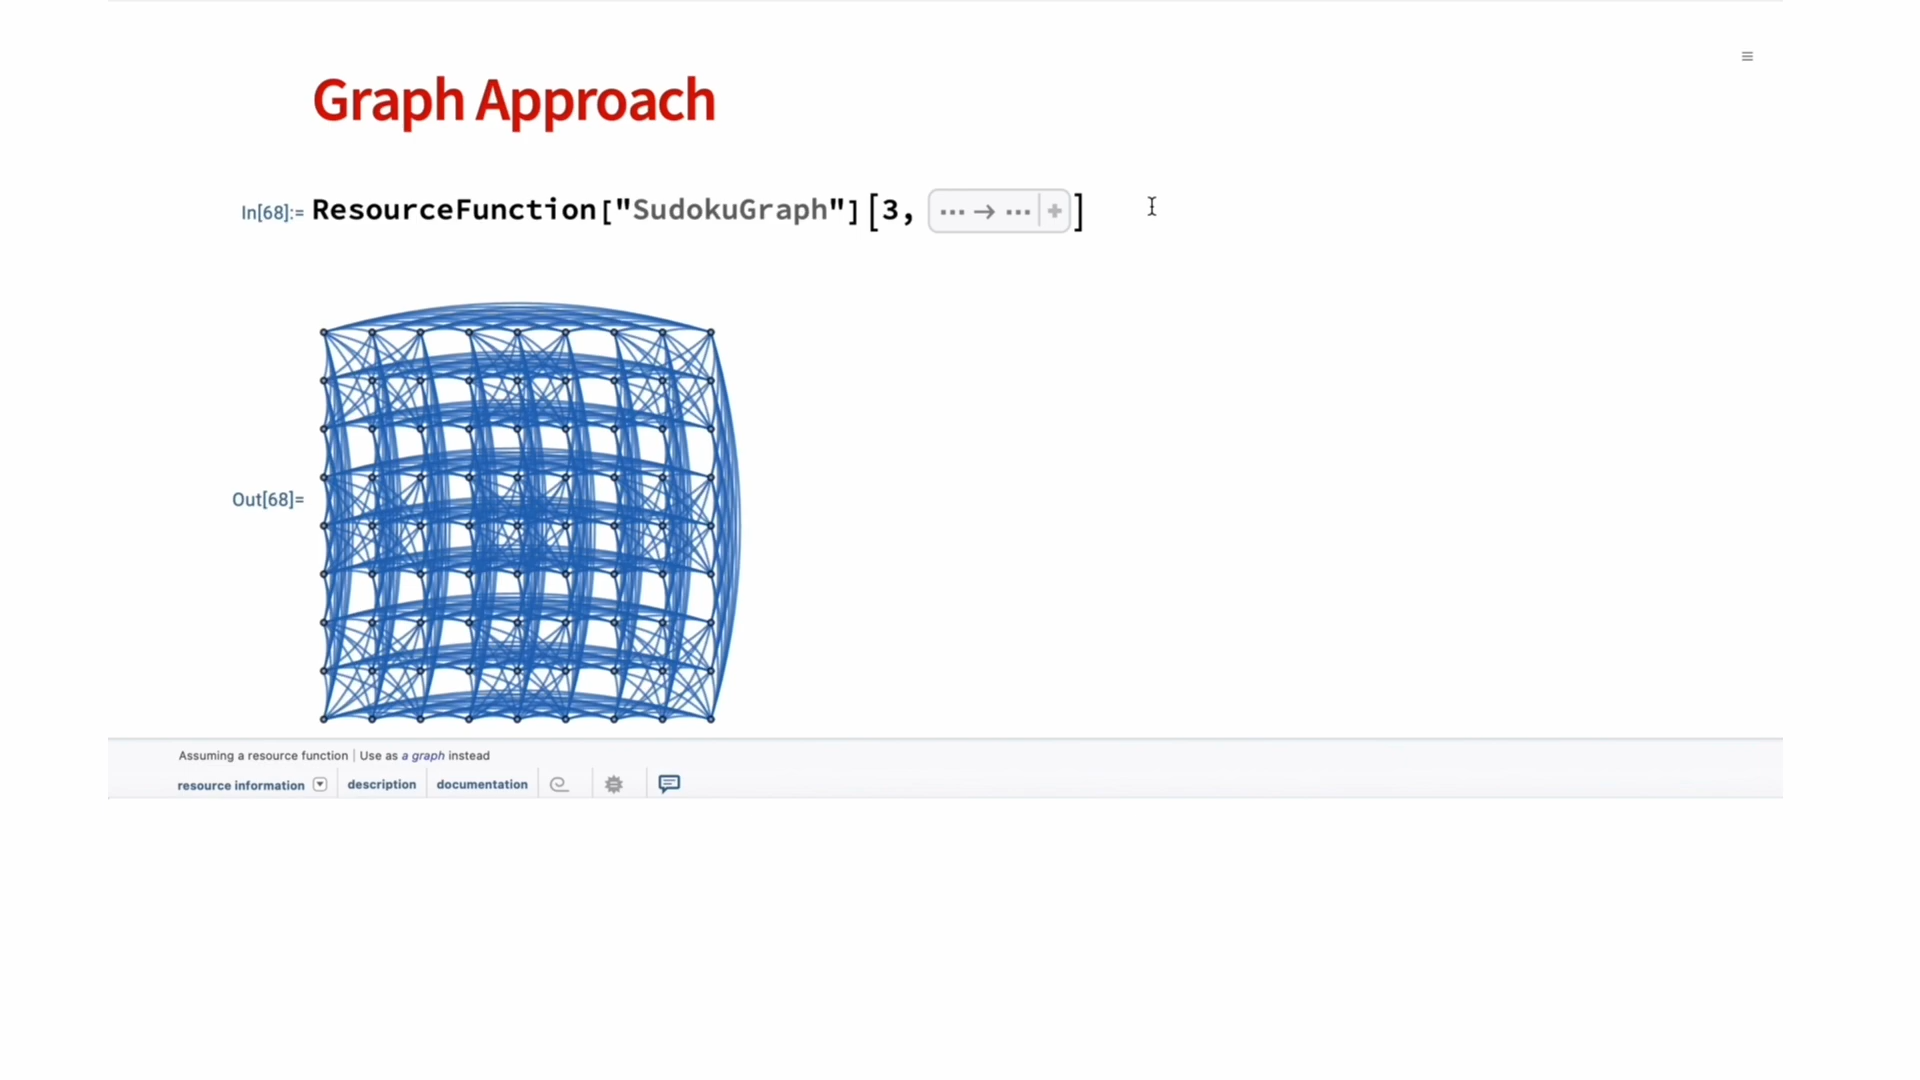 Graph Approach
In[68]:= ResourceFunction["SudokuGraph"][3, ··· → ··· +]
Out[68]=
Assuming a resource function | Use as a graph instead
resource information description documentation